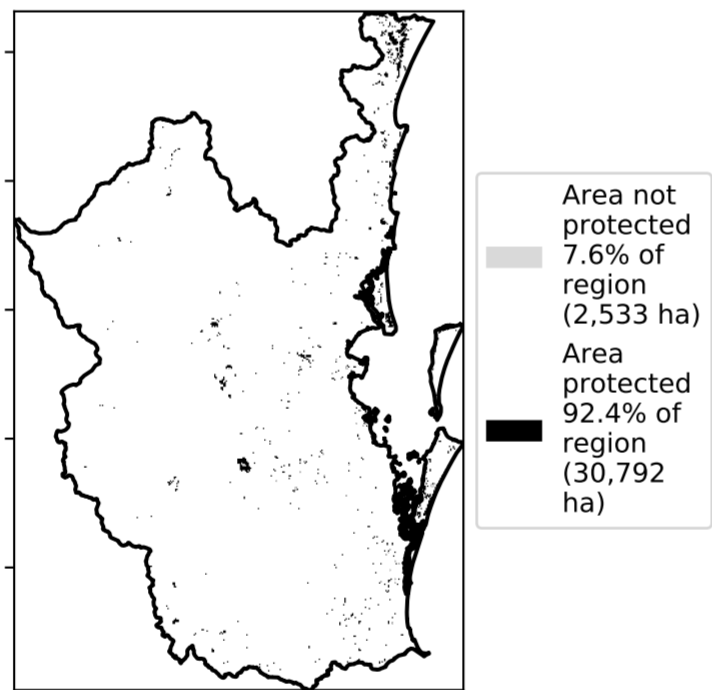 Area not
protected
7.6% of
region
(2,533 ha)
Area
protected
92.4% of
region
(30,792
ha)